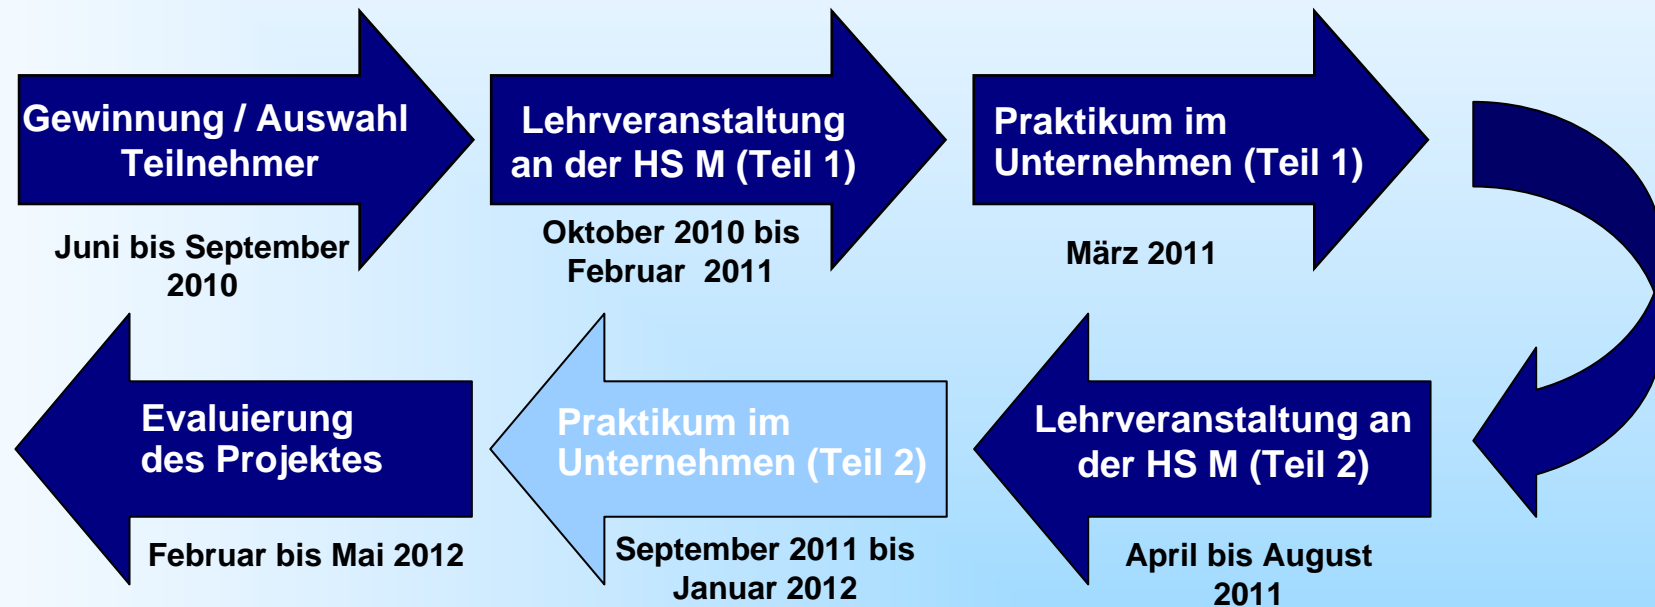 Gewinnung / Auswahl
Teilnehmer
Juni bis September
2010
Lehrveranstaltung
an der HS M (Teil 1)
Oktober 2010 bis
Februar 2011
Praktikum im
Unternehmen (Teil 1)
März 2011
Lehrveranstaltung an
der HS M (Teil 2)
April bis August
2011
Praktikum im
Unternehmen (Teil 2)
September 2011 bis
Januar 2012
Evaluierung
des Projektes
Februar bis Mai 2012